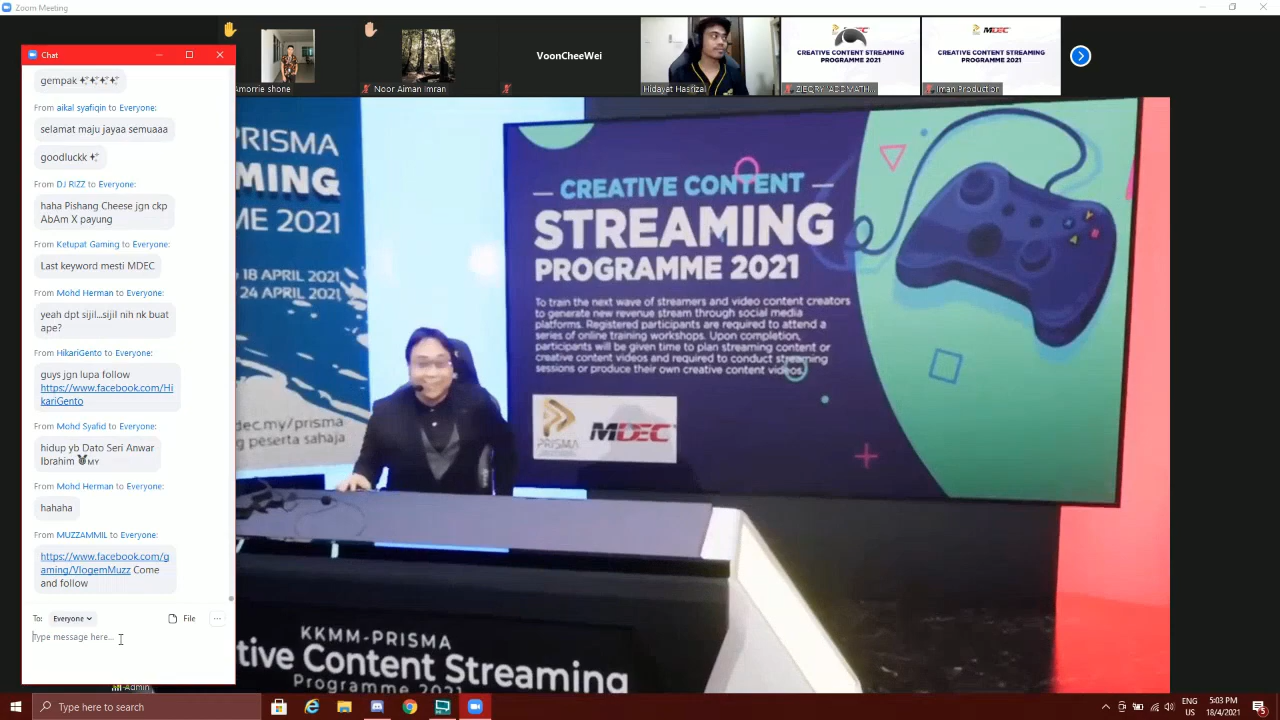 Zoom Meeting
Chat
gempak
From aikal syafiqin to Everyone:
selamat maju jayaa semuaaa
goodluckk
From DJ RIZZ to Everyone:
haha Pishang Cheese jgn ckp
AbAm X payung
From Ketupat Gaming to Everyone:
Last keyword mesti MDEC
From Mohd Herman to Everyone:
yeah dpt sijil...sijil nih nk buat
ape?
From HikariGento to Everyone:
https://www.facebook.com/Hi
kariGento
From Mohd Syafid to Everyone:
hidup yb Dato Seri Anwar
Ibrahim
From Mohd Herman to Everyone:
hahaha
From MUZZAMMIL to Everyone:
https://www.facebook.com/g
aming/VlogemMuzz Come
and follow
To: Everyone
File
Type message here...
Amorrie shone
Noor Aiman Imran
VoonCheeWei
Hidayat Hasfizal
CREATIVE CONTENT STREAMING
PROGRAMME 2021
MDEC
CREATIVE CONTENT STREAMING
PROGRAMME 2021
Iman Production
PRISMA
MING
ME 2021
18 APRIL 2021
24 APRIL 2021
dec.my/prisma
g peserta sahaja
— CREATIVE CONTENT —
STREAMING
PROGRAMME 2021
To train the next wave of streamers and video content creators
to generate new revenue stream through social media
platforms. Registered participants are required to attend a
series of online training workshops. Upon completion,
participants will be given time to plan streaming content or
creative content videos and required to conduct streaming
sessions or produce their own creative content videos.
PRISMA
MDEC
KKMM-PRISMA
tive Content Streaming
Programme 2021
Type here to search
ENG
US
5:03 PM
18/4/2021